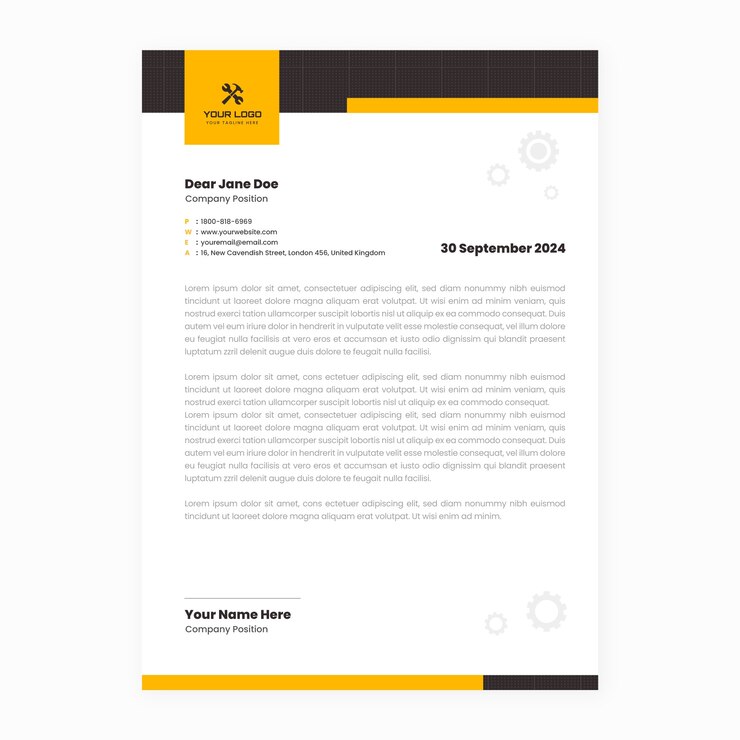 YOUR LOGO
YOUR TAGLINE HERE
Dear Jane Doe
Company Position
P : 1800-818-6969
W : www.yourwebsite.com
E : youremail@email.com
A : 16, New Cavendish Street, London 456, United Kingdom
30 September 2024
Lorem ipsum dolor sit amet, cons ectetuer adipiscing elit, sed diam nonummy nibh euismod
tincidunt ut laoreet dolore magna aliquam erat volutpat. Ut wisi enim ad minim veniam, quis
nostrud exerci tation ullamcorper suscipit lobortis nisl ut aliquip ex ea commodo consequat. Duis
autem vel eum iriure dolor in hendrerit in vulputate velit esse molestie consequat, vel illum dolore
eu feugiat nulla facilisis at vero eros et accumsan et iusto odio dignissim qui blandit praesent
luptatum zzril delenit augue duis dolore te feugait nulla facilisi.
Lorem ipsum dolor sit amet, cons ectetuer adipiscing elit, sed diam nonummy nibh euismod
tincidunt ut laoreet dolore magna aliquam erat volutpat. Ut wisi enim ad minim veniam, quis
nostrud exerci tation ullamcorper suscipit lobortis nisl ut aliquip ex ea commodo consequat.
Lorem ipsum dolor sit amet, cons ectetuer adipiscing elit, sed diam nonummy nibh euismod
tincidunt ut laoreet dolore magna aliquam erat volutpat. Ut wisi enim ad minim veniam, quis
nostrud exerci tation ullamcorper suscipit lobortis nisl ut aliquip ex ea commodo consequat. Duis
autem vel eum iriure dolor in hendrerit in vulputate velit esse molestie consequat, vel illum dolore
eu feugiat nulla facilisis at vero eros et accumsan et iusto odio dignissim qui blandit praesent
luptatum zzril delenit augue duis dolore te feugait nulla facilisi.
Lorem ipsum dolor sit amet, cons ectetuer adipiscing elit, sed diam nonummy nibh euismod
tincidunt ut laoreet dolore magna aliquam erat volutpat. Ut wisi enim ad minim.
Your Name Here
Company Position